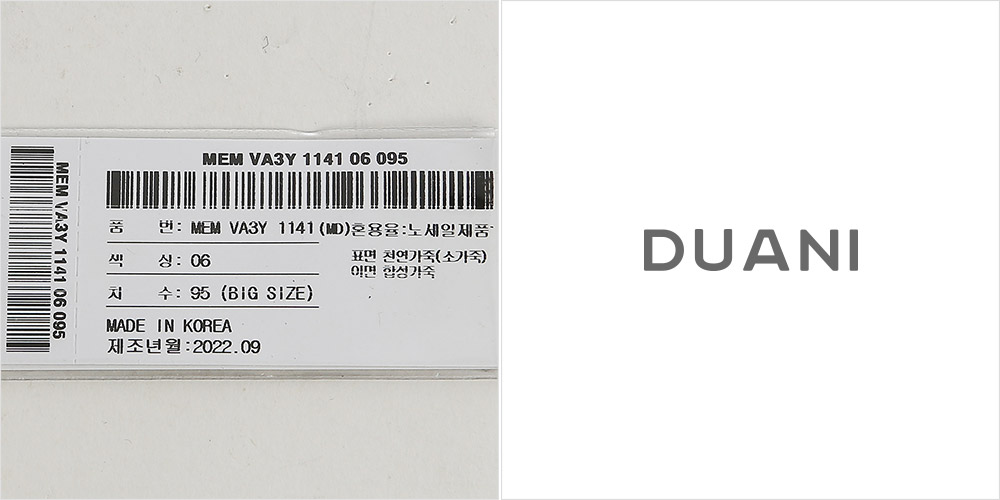 MEM VA3Y 1141 06 095
MEM VA3Y 1141 06 095
품 번: MEM VA3Y 1141(MD)
색 상: 06
치 수: 95 (BIG SIZE)
MADE IN KOREA
제조년월:2022.09
혼용율:노세일제품
표면 천연가죽(소가죽)
이면 합성가죽
DUANI